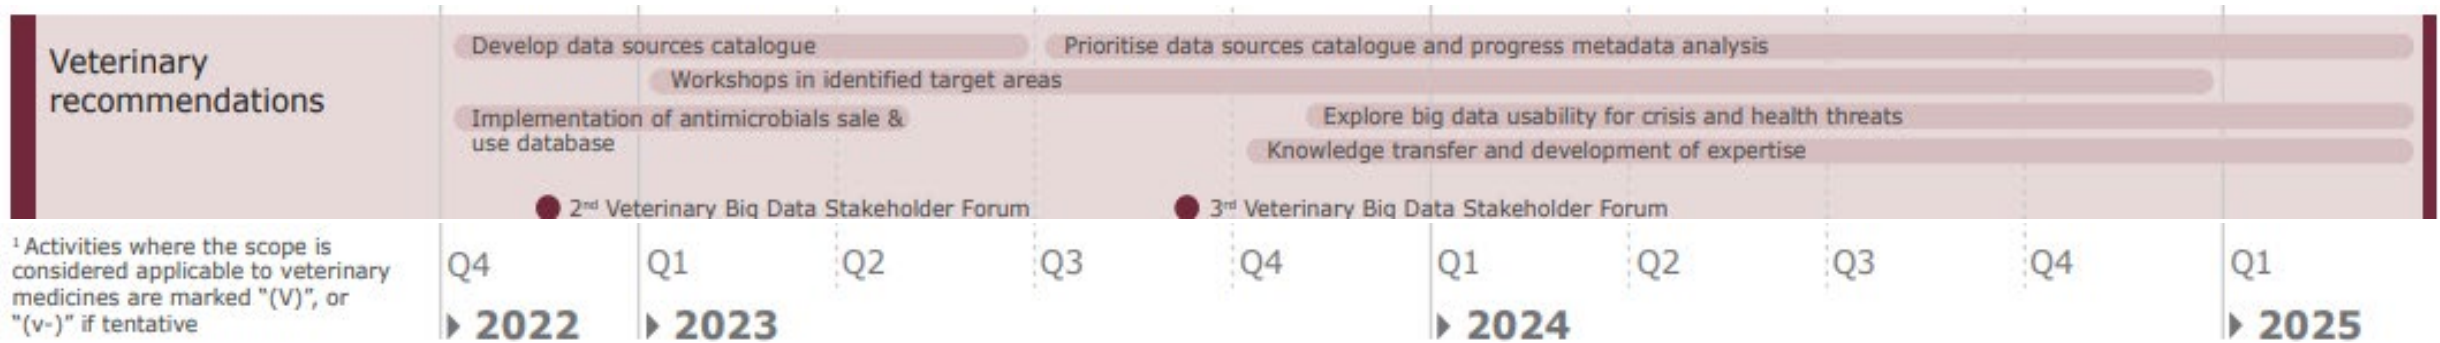 Veterinary
recommendations
Develop data sources catalogue
Prioritise data sources catalogue and progress metadata analysis
Workshops in identified target areas
Implementation of antimicrobials sale &
use database
Explore big data usability for crisis and health threats
Knowledge transfer and development of expertise
2nd Veterinary Big Data Stakeholder Forum
3rd Veterinary Big Data Stakeholder Forum
1 Activities where the scope is
considered applicable to veterinary
medicines are marked "(V)", or
"(v-)" if tentative
Q4 Q1 Q2 Q3 Q4 Q1 Q2 Q3 Q4 Q1
2022 2023 2024 2025